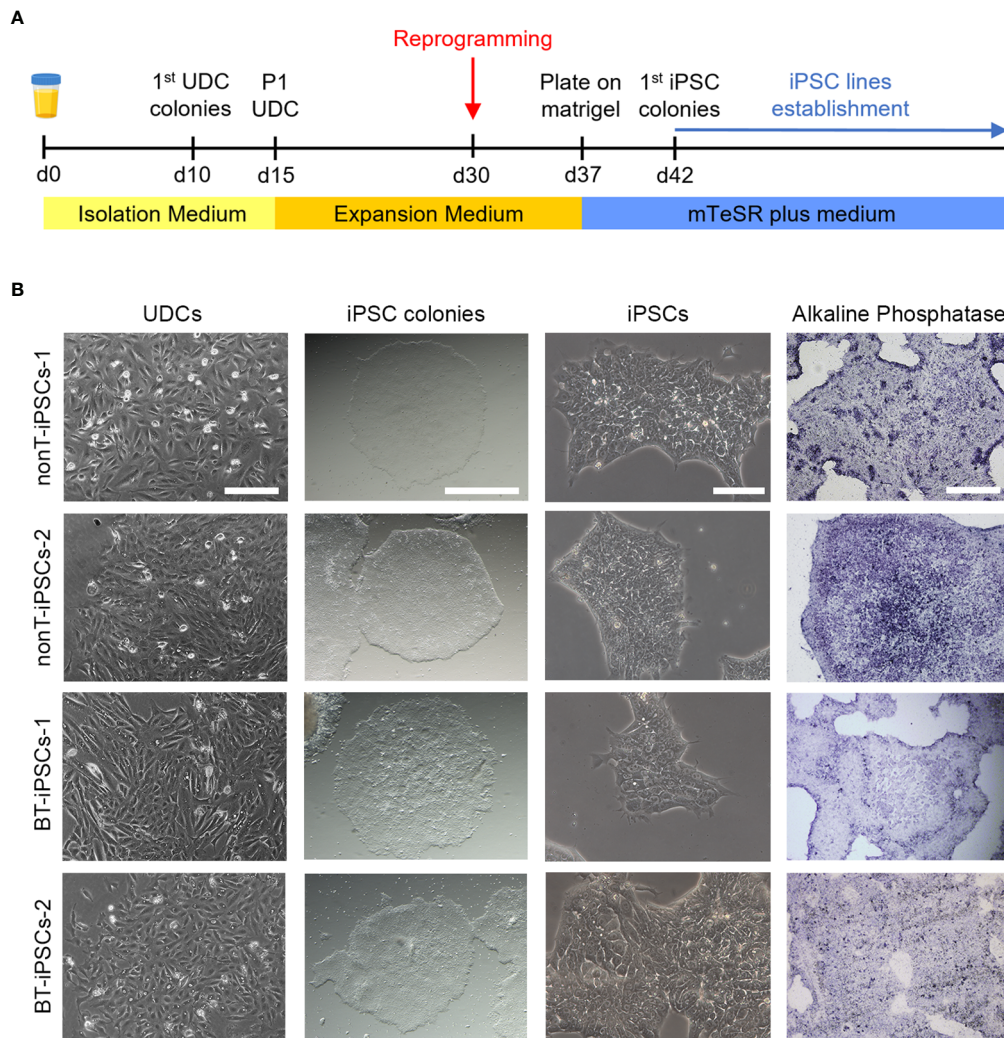 A
Reprogramming
1st UDC
colonies
P1
UDC
Plate on
matrigel
1st iPSC
colonies
iPSC lines
establishment
d0
d10
d15
d30
d37
d42
Isolation Medium
Expansion Medium
mTeSR plus medium
B
UDCs
iPSC colonies
iPSCs
Alkaline Phosphatase
nonT-iPSCs-1
nonT-iPSCs-2
BT-iPSCs-1
BT-iPSCs-2